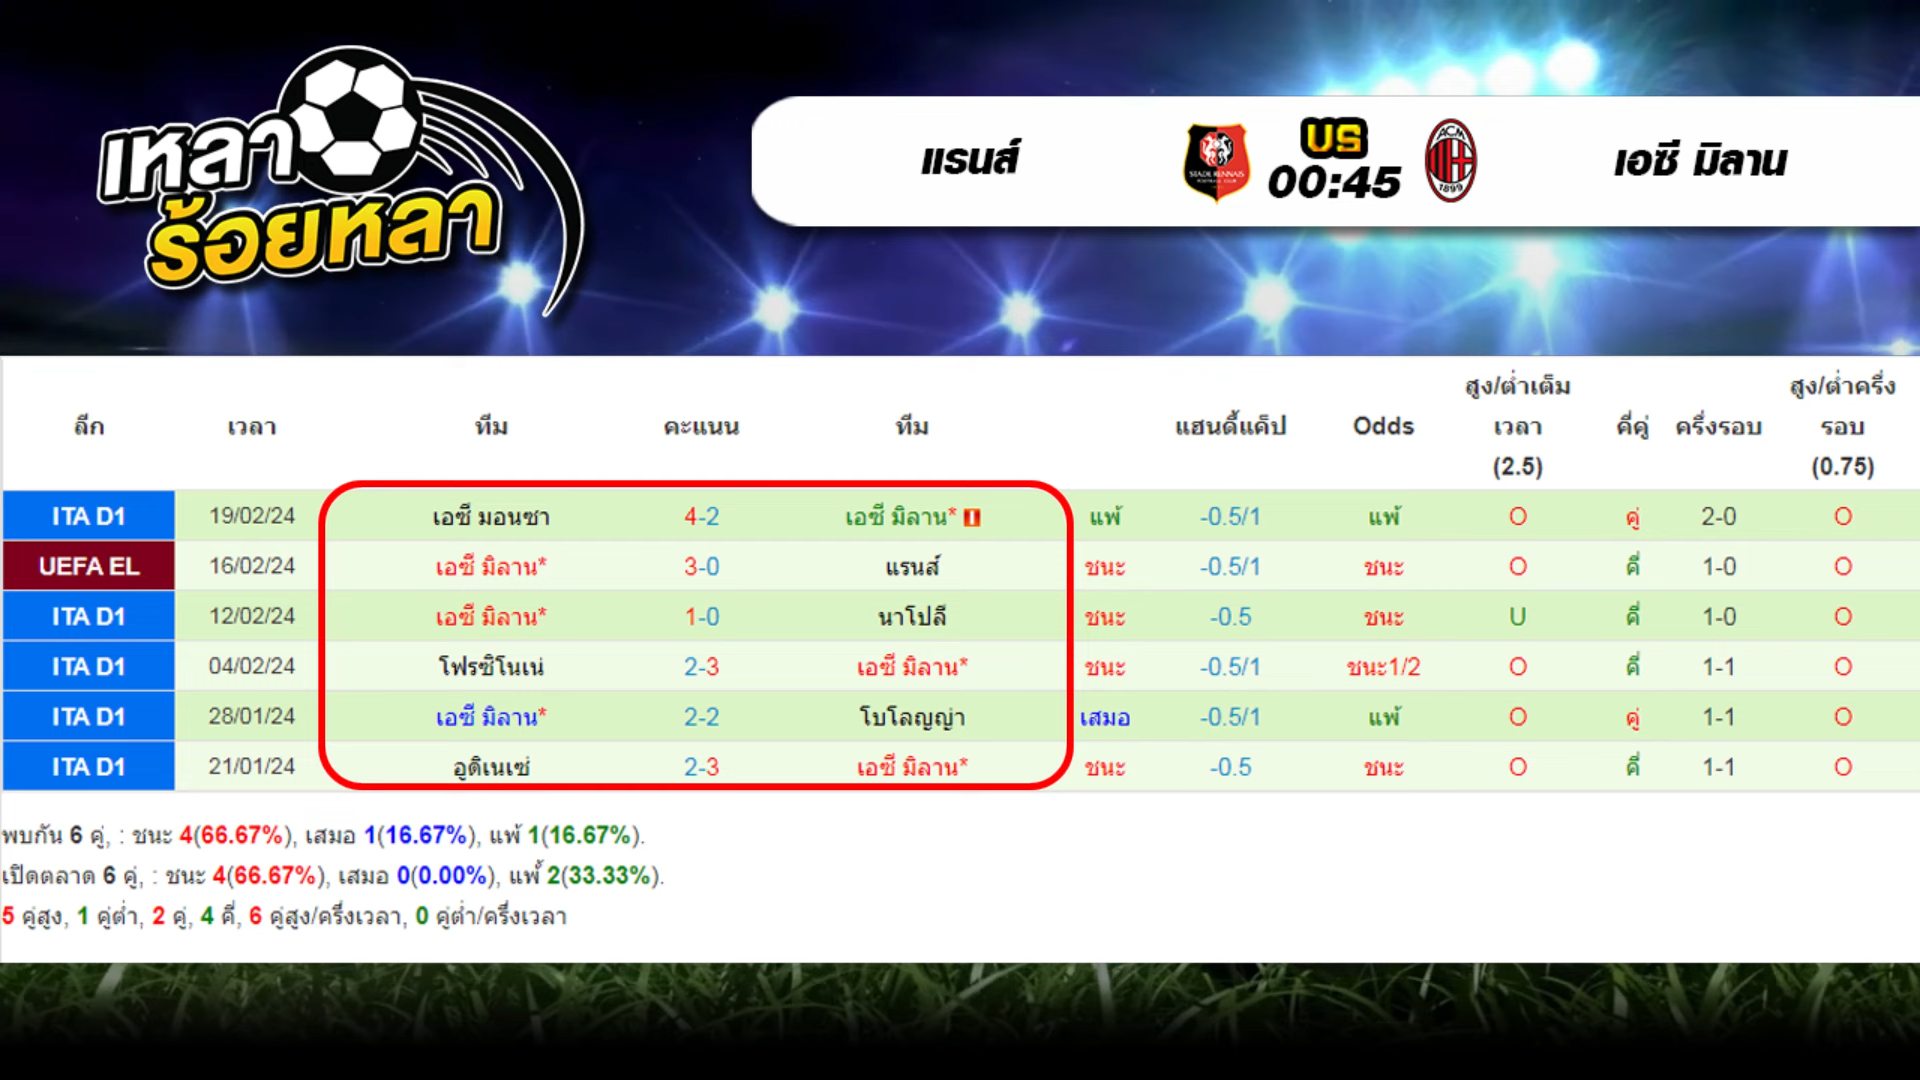 เหลา
ร้อยหลา
แรนส์ STADE RENNAIS VS 00:45 ACM 1899 เอซี มิลาน
ลีก เวลา ทีม คะแนน ทีม แฮนดี้แค็ป Odds สูง/ต่ำเต็มเวลา (2.5) คี่คู่ ครึ่งรอบ สูง/ต่ำครึ่งรอบ (0.75)
ITA D1 19/02/24 เอซี มอนซา 4-2 เอซี มิลาน* แพ้ -0.5/1 แพ้ O คู่ 2-0 O
UEFA EL 16/02/24 เอซี มิลาน* 3-0 แรนส์ ชนะ -0.5/1 ชนะ O คี่ 1-0 O
ITA D1 12/02/24 เอซี มิลาน* 1-0 นาโปลี ชนะ -0.5 ชนะ U คี่ 1-0 O
ITA D1 04/02/24 โฟรซิโนเน่ 2-3 เอซี มิลาน* ชนะ -0.5/1 ชนะ1/2 O คี่ 1-1 O
ITA D1 28/01/24 เอซี มิลาน* 2-2 โบโลญญ่า เสมอ -0.5/1 แพ้ O คู่ 1-1 O
ITA D1 21/01/24 อูดิเนเซ่ 2-3 เอซี มิลาน* ชนะ -0.5 ชนะ O คี่ 1-1 O
พบกัน 6 คู่, : ชนะ 4(66.67%), เสมอ 1(16.67%), แพ้ 1(16.67%).
เปิดตลาด 6 คู่, : ชนะ 4(66.67%), เสมอ 0(0.00%), แพ้ 2(33.33%).
5 คู่สูง, 1 คู่ต่ำ, 2 คู่, 4 คี่, 6 คู่สูง/ครึ่งเวลา, 0 คู่ต่ำ/ครึ่งเวลา